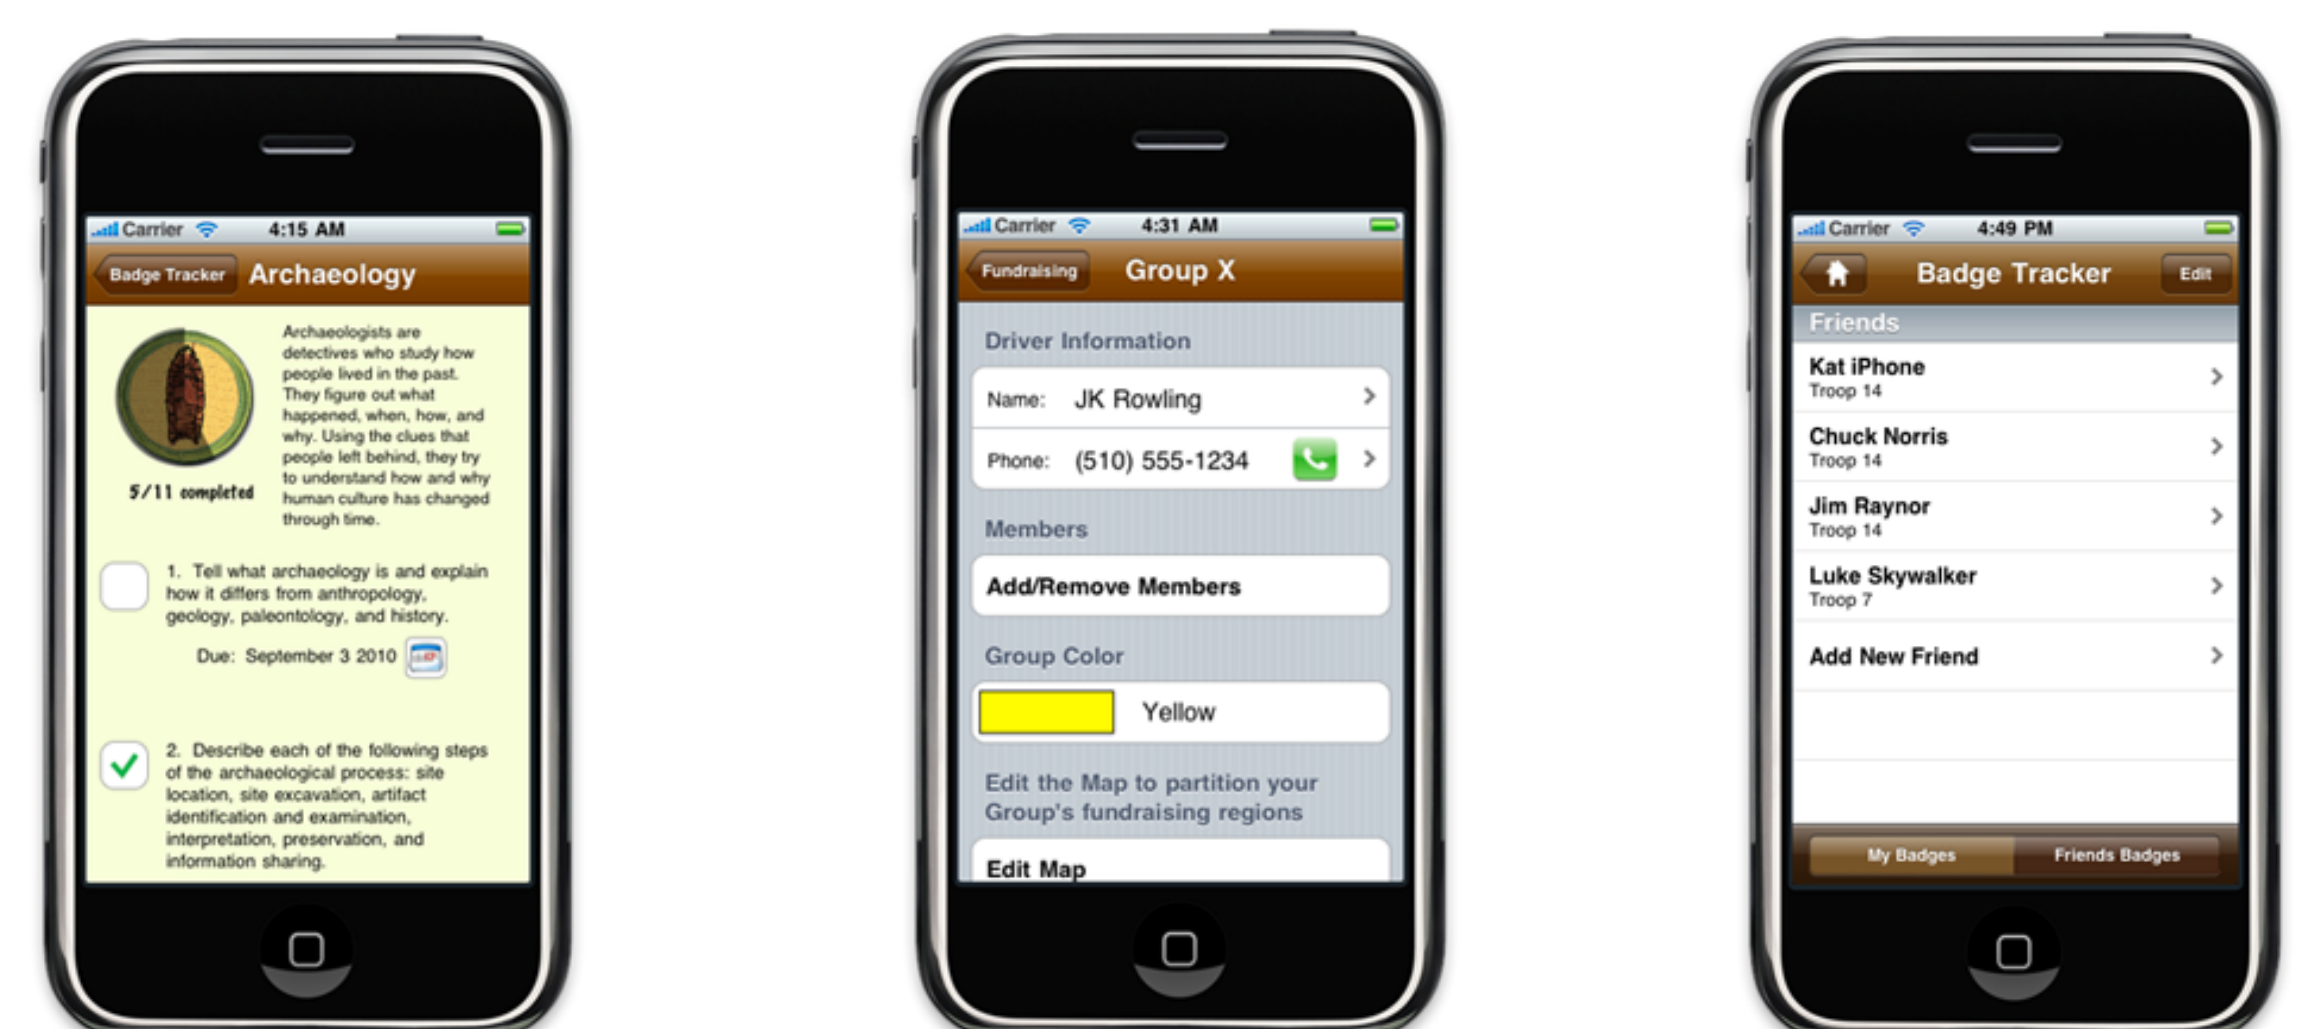 Carrier 4:15 AM
Badge Tracker Archaeology
Archaeologists are
detectives who study how
people lived in the past.
They figure out what
happened, when, how, and
why. Using the clues that
people left behind, they try
to understand how and why
human culture has changed
through time.
5/11 completed
1. Tell what archaeology is and explain
how it differs from anthropology,
geology, paleontology, and history.
Due: September 3 2010
2. Describe each of the following steps
of the archaeological process: site
location, site excavation, artifact
identification and examination,
interpretation, preservation, and
information sharing.
Carrier 4:31 AM
Fundraising Group X
Driver Information
Name: JK Rowling
Phone: (510) 555-1234
Members
Add/Remove Members
Group Color
Yellow
Edit the Map to partition your
Group's fundraising regions
Edit Map
Carrier 4:49 PM
Badge Tracker Edit
Friends
Kat iPhone
Troop 14
Chuck Norris
Troop 14
Jim Raynor
Troop 14
Luke Skywalker
Troop 7
Add New Friend
My Badges Friends Badges